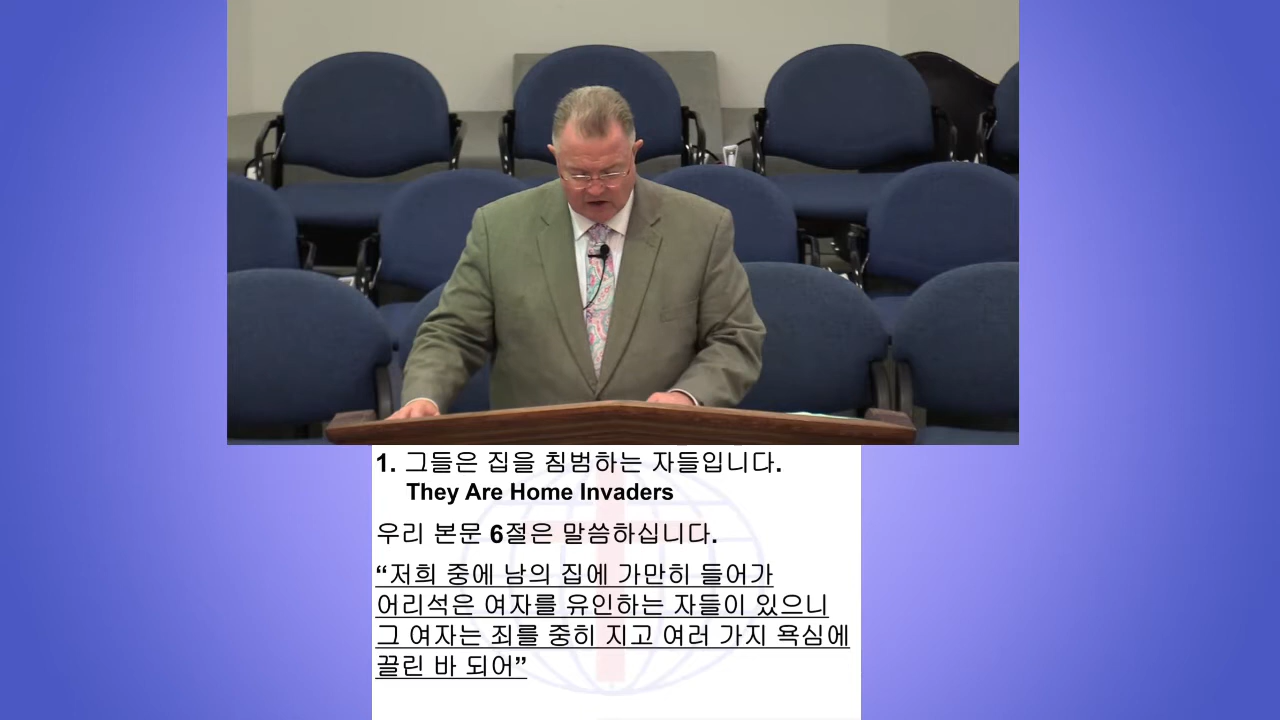 1. 그들은 집을 침범하는 자들입니다.
They Are Home Invaders
우리 본문 6절은 말씀하십니다.
“저희 중에 남의 집에 가만히 들어가
어리석은 여자를 유인하는 자들이 있으니
그 여자는 죄를 중히 지고 여러 가지 욕심에
끌린 바 되어”